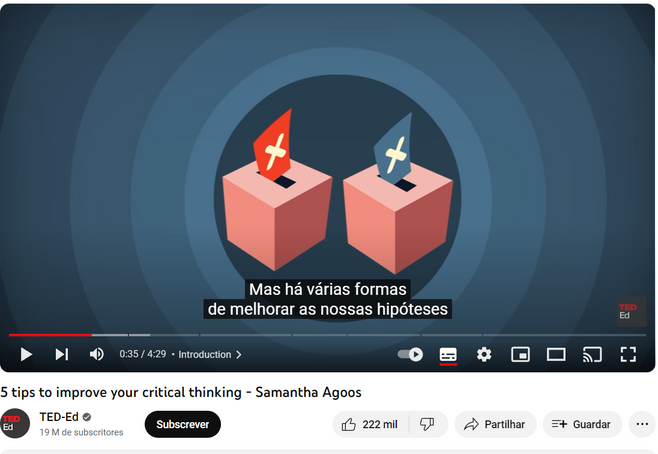 Mas há várias formas
de melhorar as nossas hipóteses
TED
Ed
0:35 / 4:29 • Introduction
5 tips to improve your critical thinking - Samantha Agoos
TED
Ed
TED-Ed
19 M de subscritores
Subscrever
222 mil
Partilhar
Guardar